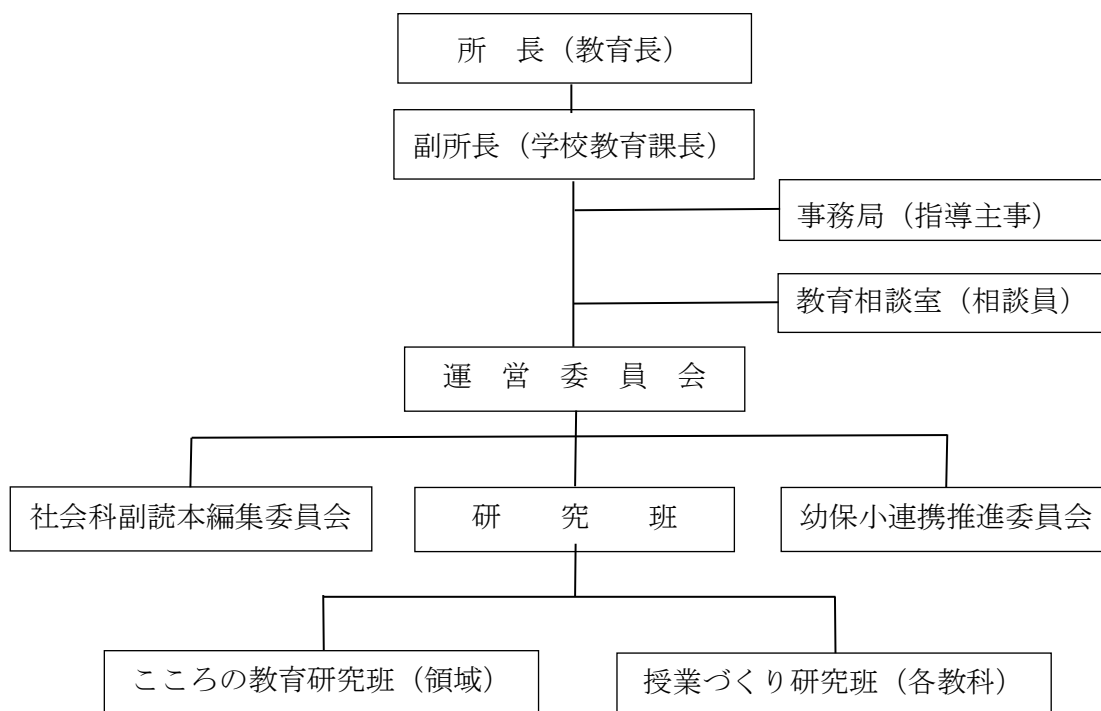 所　長（教育長）
副所長（学校教育課長）
事務局（指導主事）
教育相談室（相談員）
運　営　委　員　会
社会科副読本編集委員会
研　究　班
幼保小連携推進委員会
こころの教育研究班（領域）
授業づくり研究班（各教科）